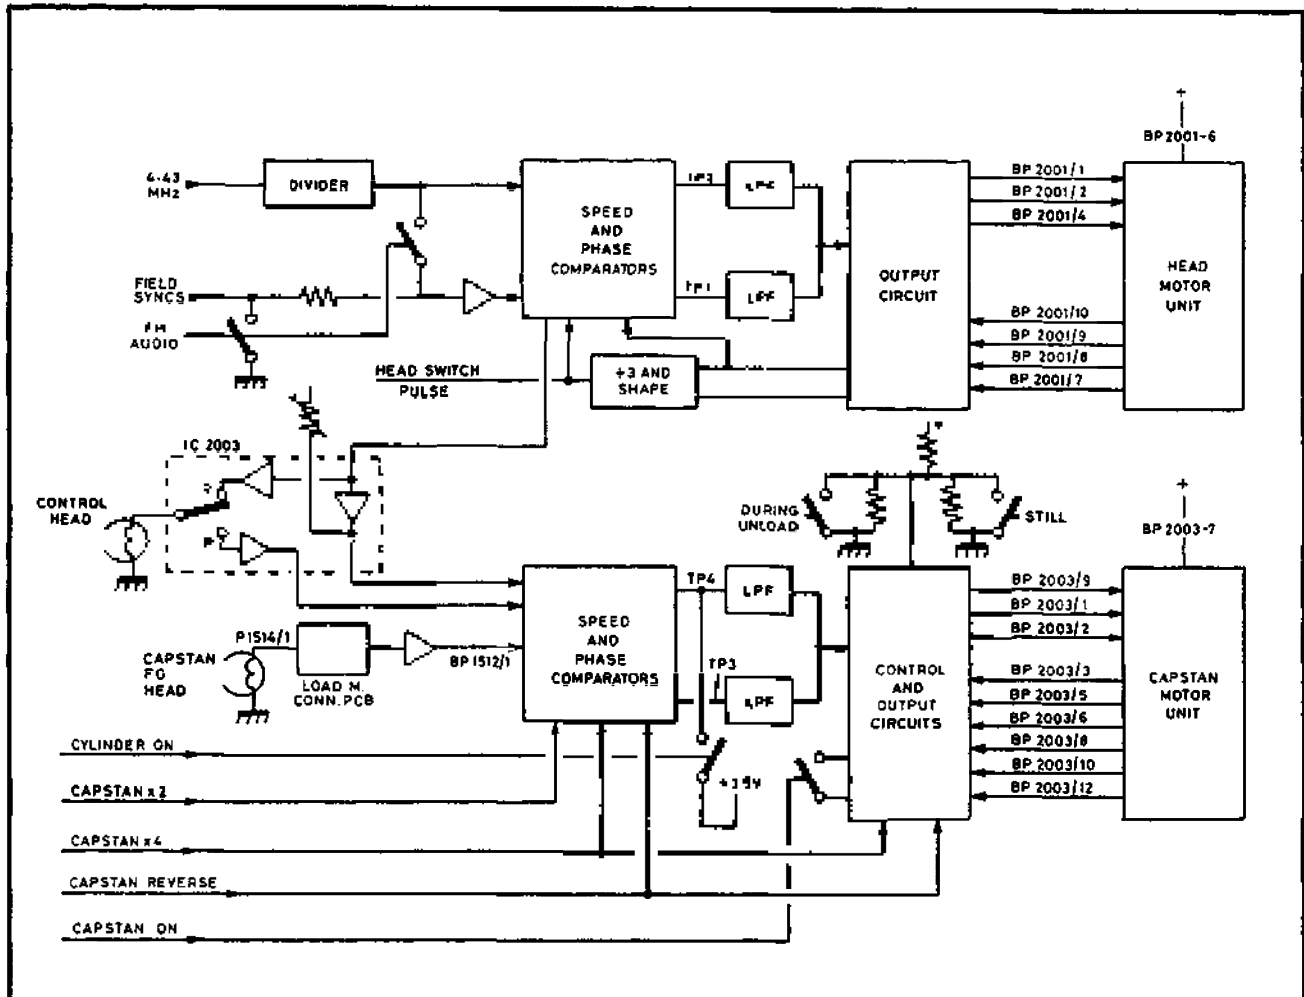 BP 2001-6
4·43
MHz
DIVIDER
SPEED
AND
PHASE
COMPARATORS
TP2
LPF
BP 2001/1
BP 2001/2
BP 2001/4
FIELD
SYNCS
FM
AUDIO
TP1
LPF
OUTPUT
CIRCUIT
HEAD
MOTOR
UNIT
BP 2001/10
BP 2001/9
BP 2001/8
BP 2001/7
HEAD SWITCH
PULSE
÷3 AND
SHAPE
IC 2003
CONTROL
HEAD
R
P
DURING
UNLOAD
STILL
BP 2003-7
P1514/1
CAPSTAN
FG
HEAD
LOAD M.
CONN. PCB
BP 1512/1
SPEED
AND
PHASE
COMPARATORS
TP4
LPF
TP3
LPF
CONTROL
AND
OUTPUT
CIRCUITS
BP 2003/9
BP 2003/1
BP 2003/2
BP 2003/3
BP 2003/5
BP 2003/6
BP 2003/8
BP 2003/10
BP 2003/12
CAPSTAN
MOTOR
UNIT
CYLINDER ON
CAPSTAN x2
CAPSTAN x4
CAPSTAN REVERSE
CAPSTAN ON